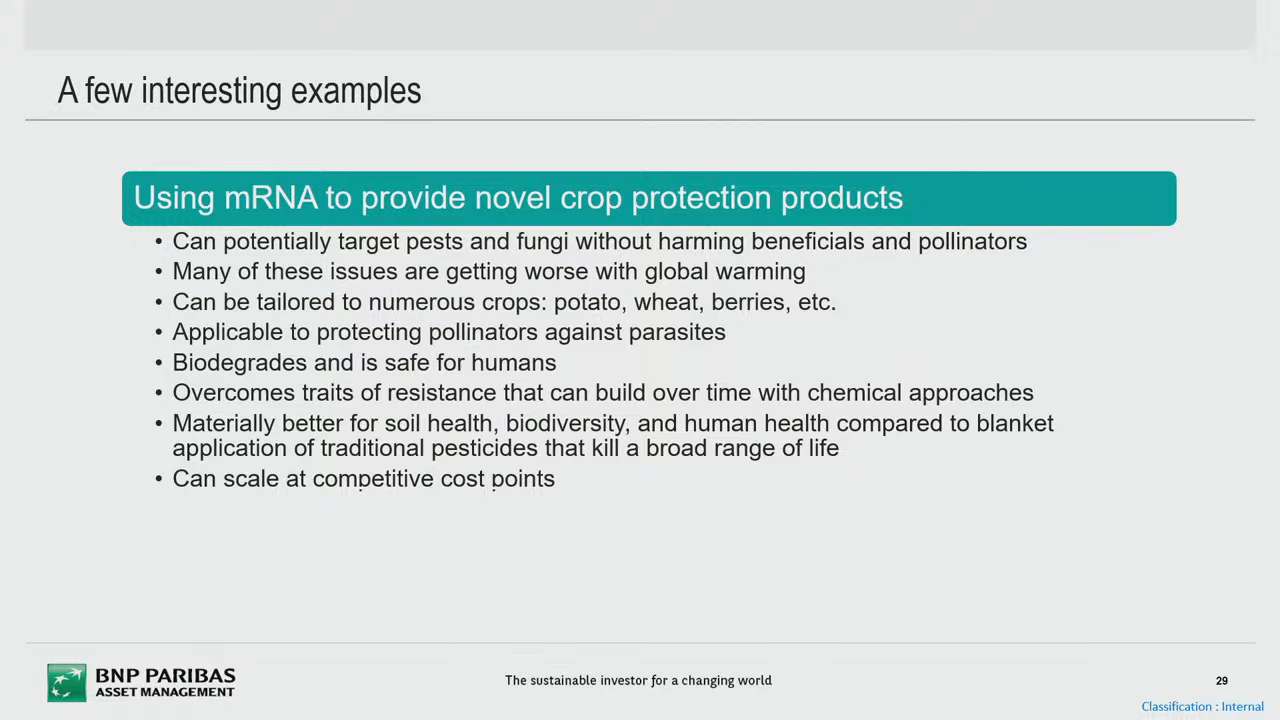 A few interesting examples
Using mRNA to provide novel crop protection products
• Can potentially target pests and fungi without harming beneficials and pollinators
• Many of these issues are getting worse with global warming
• Can be tailored to numerous crops: potato, wheat, berries, etc.
• Applicable to protecting pollinators against parasites
• Biodegrades and is safe for humans
• Overcomes traits of resistance that can build over time with chemical approaches
• Materially better for soil health, biodiversity, and human health compared to blanket
application of traditional pesticides that kill a broad range of life
• Can scale at competitive cost points
BNP PARIBAS
ASSET MANAGEMENT
The sustainable investor for a changing world
29
Classification : Internal